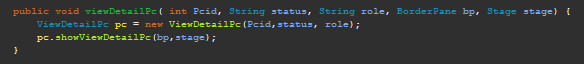 public void viewDetailPc( int Pcid, String status, String role, BorderPane bp, Stage stage) {
ViewDetailPc pc = new ViewDetailPc(Pcid,status, role);
pc.showViewDetailPc(bp,stage);
}